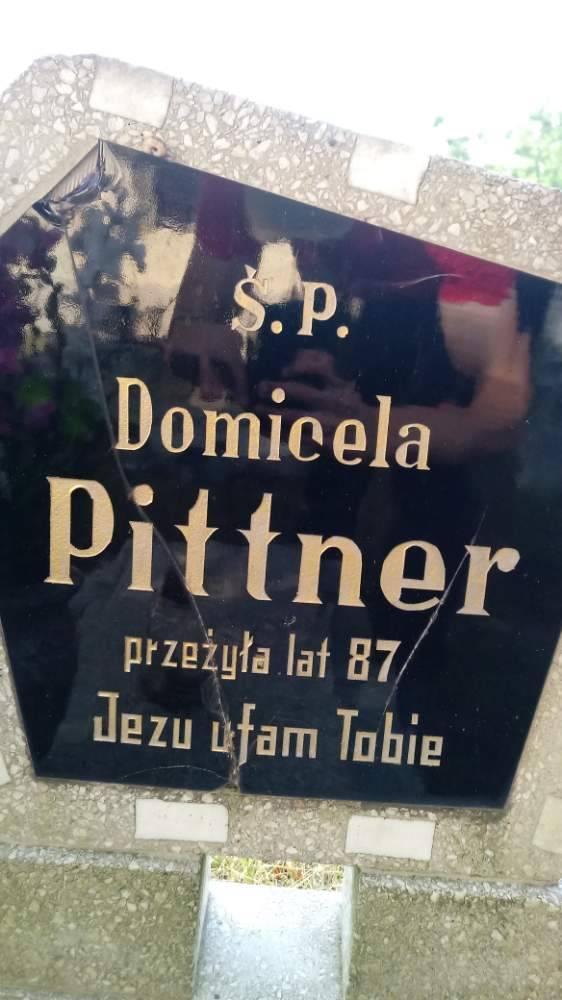 Ś.P.
Domicela
Pittner
przeżyła lat 87
Jezu ufam Tobie